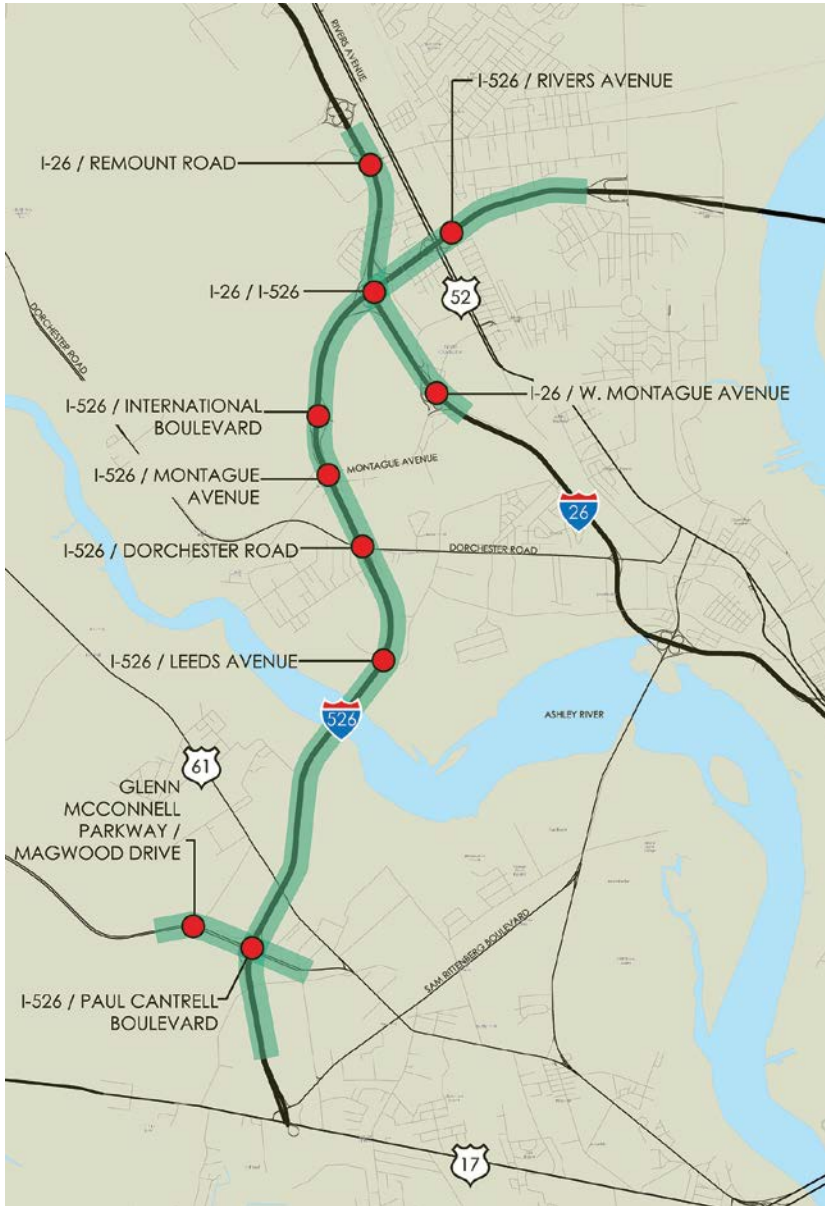 RIVERS AVENUE
I-526 / RIVERS AVENUE
I-26 / REMOUNT ROAD
I-26 / I-526
52
DORCHESTER ROAD
I-26 / W. MONTAGUE AVENUE
I-526 / INTERNATIONAL
BOULEVARD
MONTAGUE AVENUE
I-526 / MONTAGUE
AVENUE
26
I-526 / DORCHESTER ROAD
DORCHESTER ROAD
I-526 / LEEDS AVENUE
526
ASHLEY RIVER
61
GLENN
MCCONNELL
PARKWAY /
MAGWOOD DRIVE
SAM RITTENBERG BOULEVARD
I-526 / PAUL CANTRELL
BOULEVARD
17